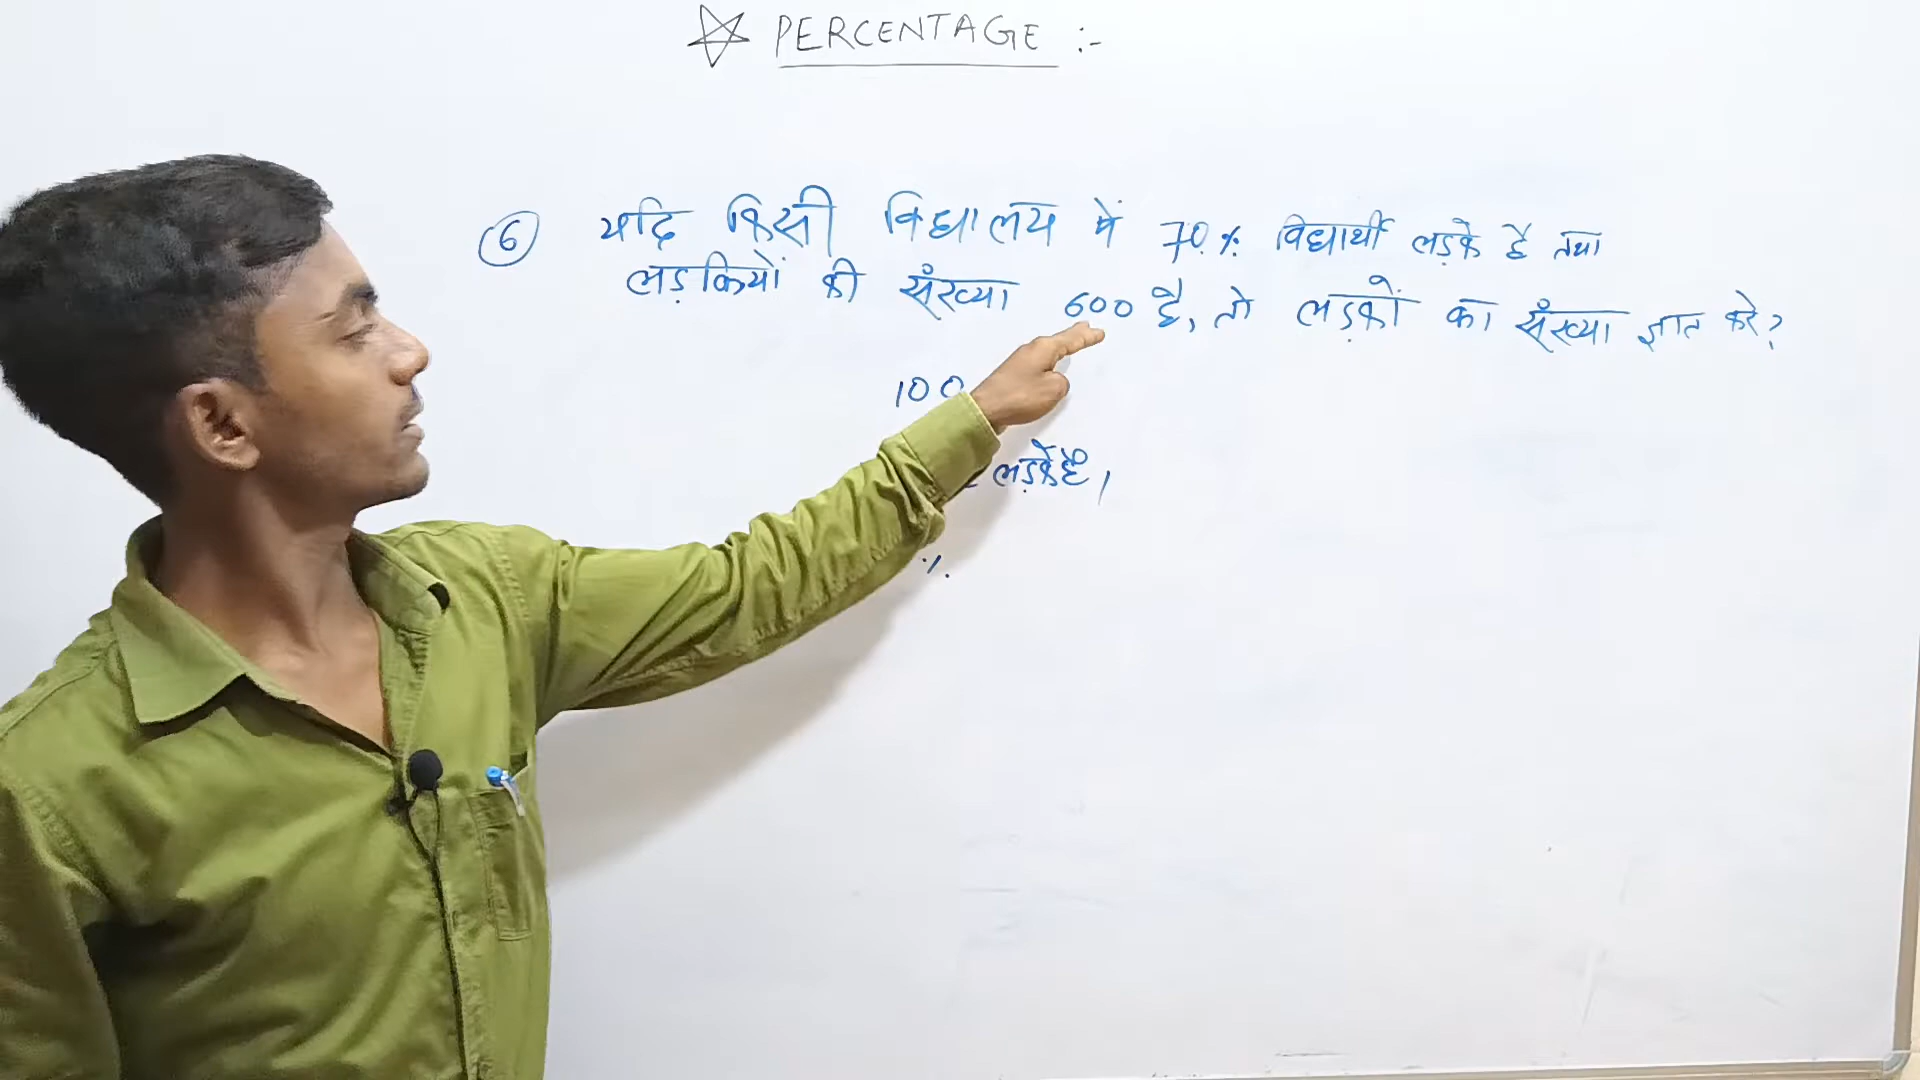 ☆ PERCENTAGE :-
⑥ यदि किसी विद्यालय में 70% विद्यार्थी लड़के है तथा
लड़कियों की सँख्या 600 है, तो लड़कों का सँख्या ज्ञात करे?
100
लड़के हैं,
%